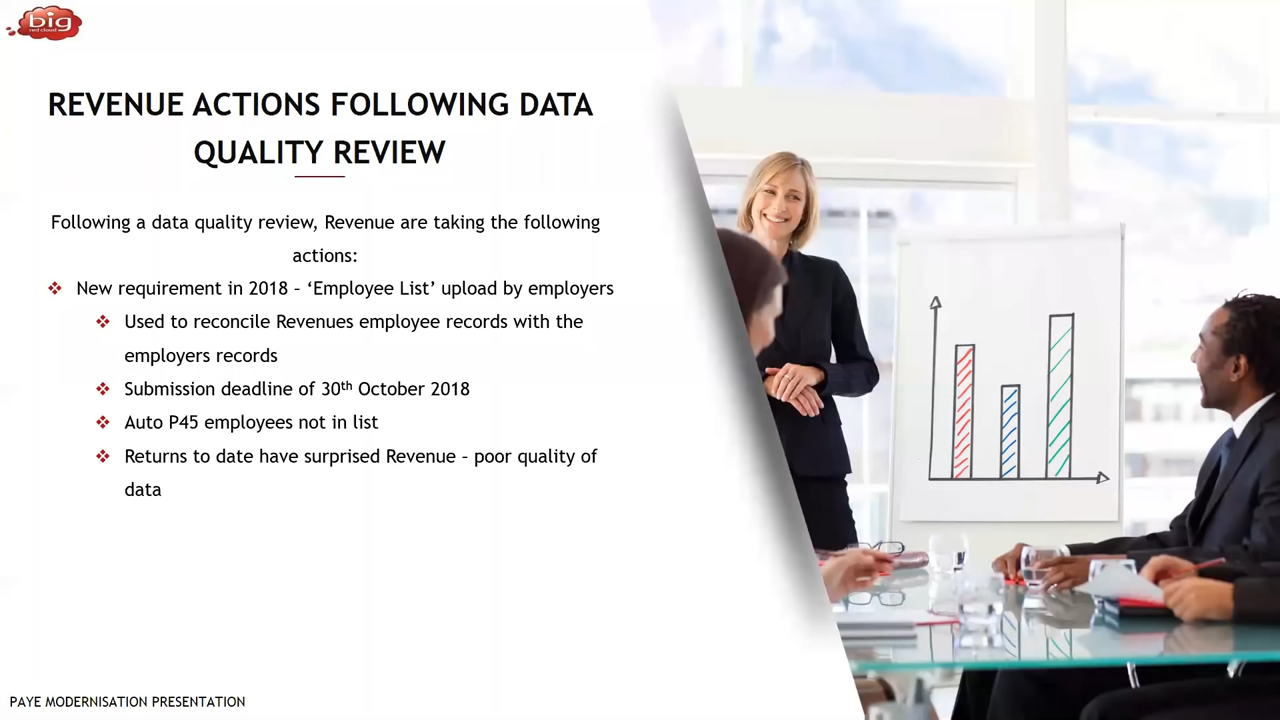 big
red cloud
REVENUE ACTIONS FOLLOWING DATA
QUALITY REVIEW
Following a data quality review, Revenue are taking the following
actions:
❖ New requirement in 2018 – ‘Employee List’ upload by employers
❖ Used to reconcile Revenues employee records with the
employers records
❖ Submission deadline of 30th October 2018
❖ Auto P45 employees not in list
❖ Returns to date have surprised Revenue – poor quality of
data
PAYE MODERNISATION PRESENTATION